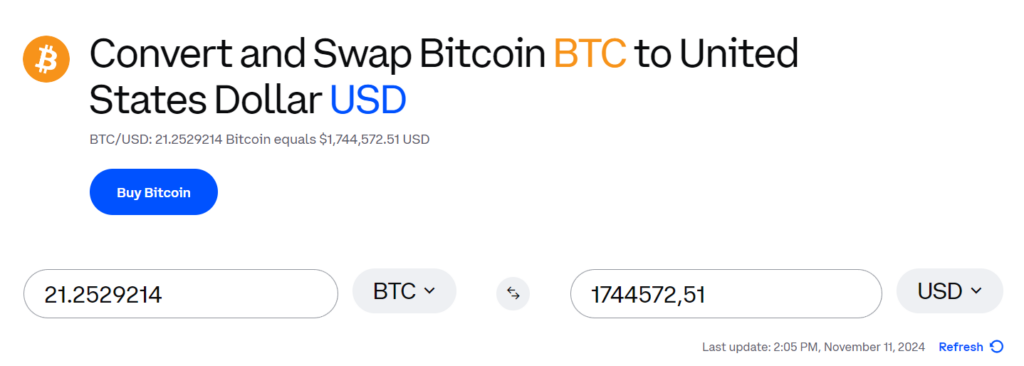 Convert and Swap Bitcoin BTC to United
States Dollar USD
BTC/USD: 21.2529214 Bitcoin equals $1,744,572.51 USD
Buy Bitcoin
21.2529214 BTC 1744572,51 USD
Last update: 2:05 PM, November 11, 2024 Refresh